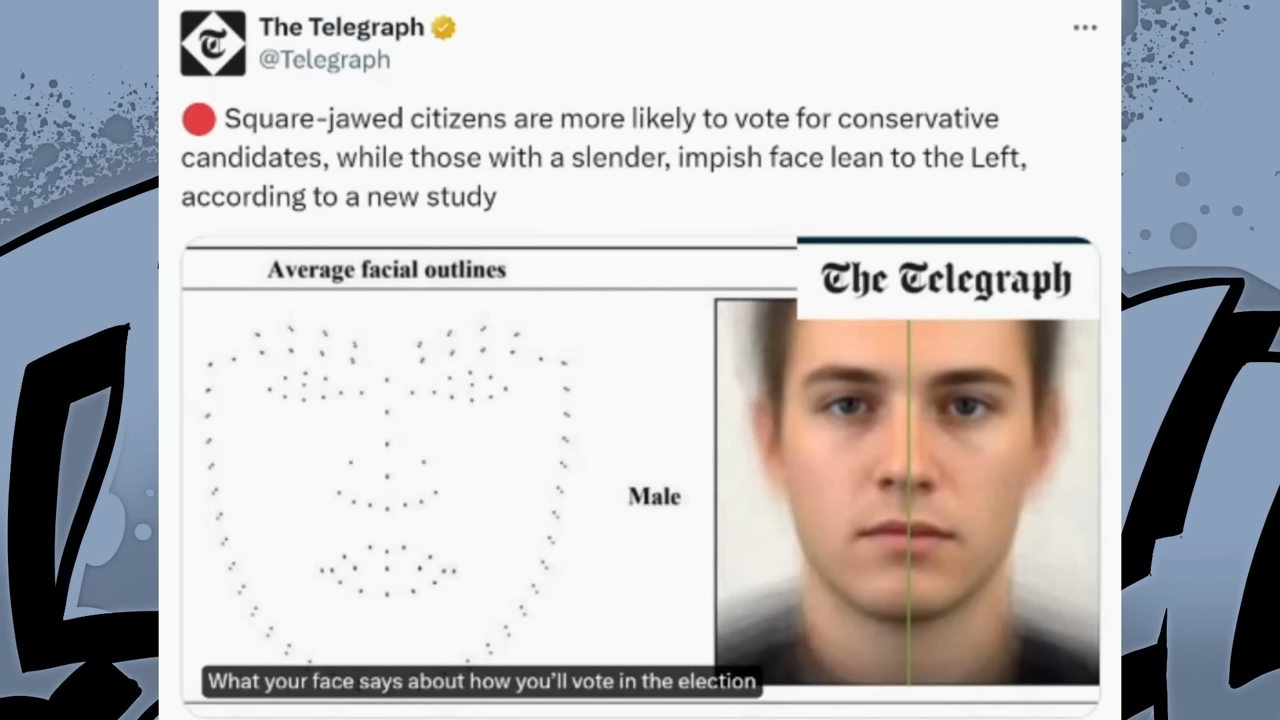 The Telegraph
@Telegraph
Square-jawed citizens are more likely to vote for conservative
candidates, while those with a slender, impish face lean to the Left,
according to a new study
Average facial outlines
The Telegraph
Male
What your face says about how you’ll vote in the election